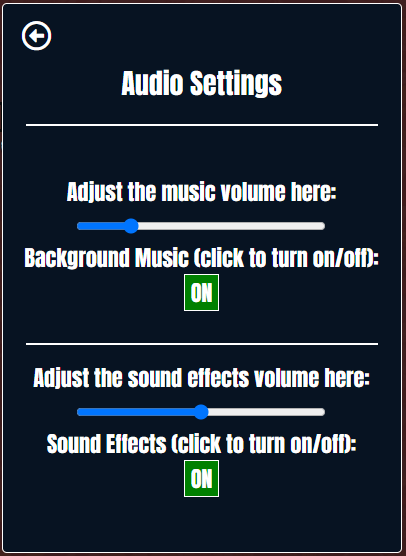 Audio Settings
Adjust the music volume here:
Background Music (click to turn on/off):
ON
Adjust the sound effects volume here:
Sound Effects (click to turn on/off):
ON